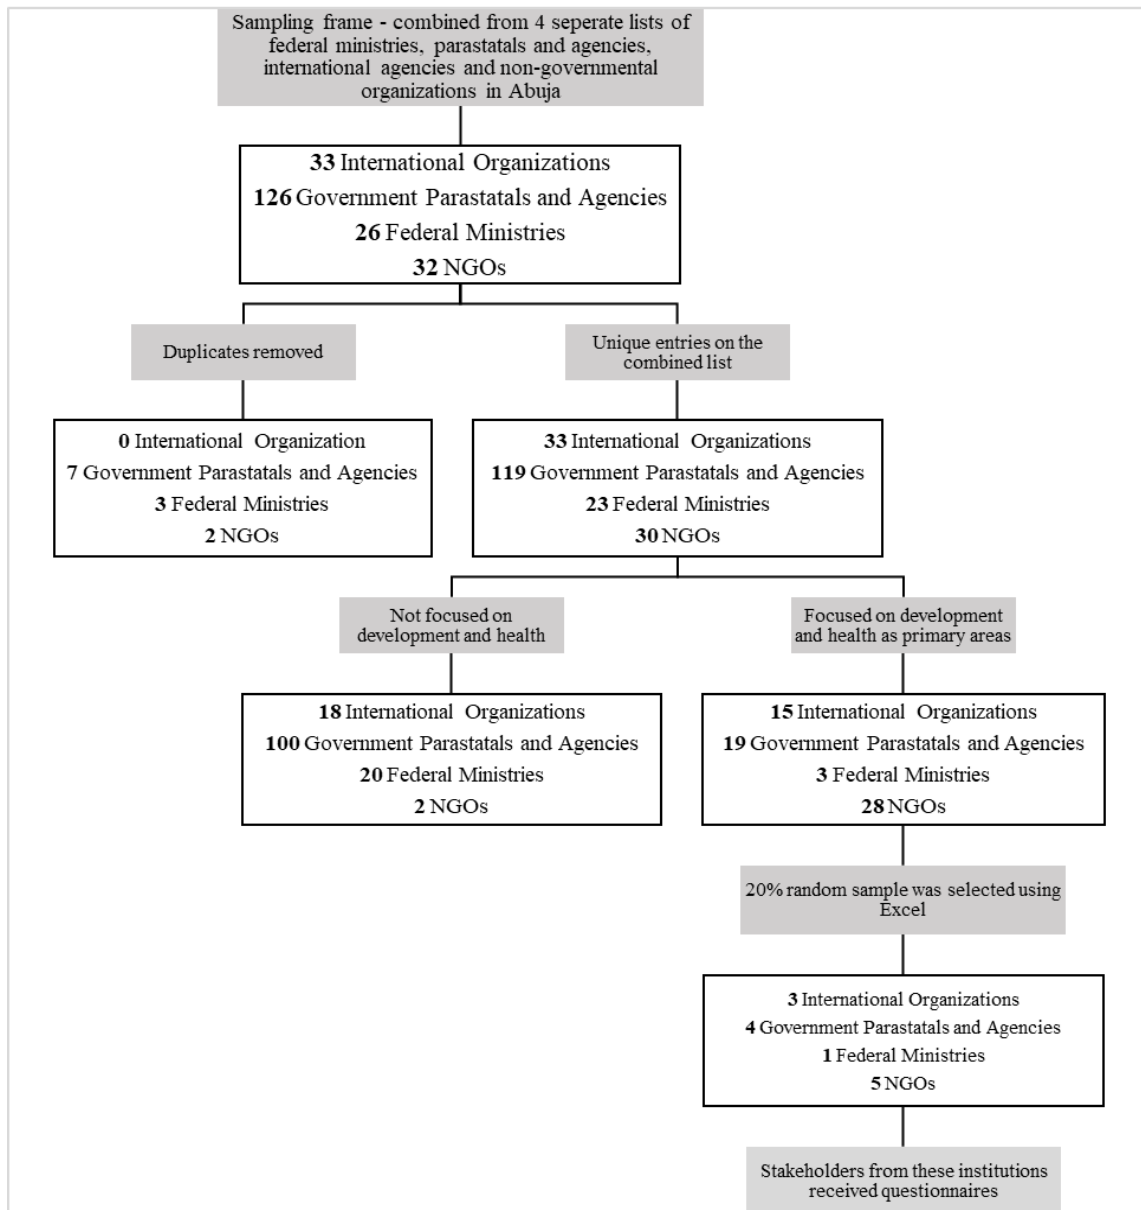 Sampling frame - combined from 4 seperate lists of
federal ministries, parastatals and agencies,
international agencies and non-governmental
organizations in Abuja
33 International Organizations
126 Government Parastatals and Agencies
26 Federal Ministries
32 NGOs
Duplicates removed
Unique entries on the
combined list
0 International Organization
7 Government Parastatals and Agencies
3 Federal Ministries
2 NGOs
33 International Organizations
119 Government Parastatals and Agencies
23 Federal Ministries
30 NGOs
Not focused on
development and health
Focused on development
and health as primary areas
18 International Organizations
100 Government Parastatals and Agencies
20 Federal Ministries
2 NGOs
15 International Organizations
19 Government Parastatals and Agencies
3 Federal Ministries
28 NGOs
20% random sample was selected using
Excel
3 International Organizations
4 Government Parastatals and Agencies
1 Federal Ministries
5 NGOs
Stakeholders from these institutions
received questionnaires